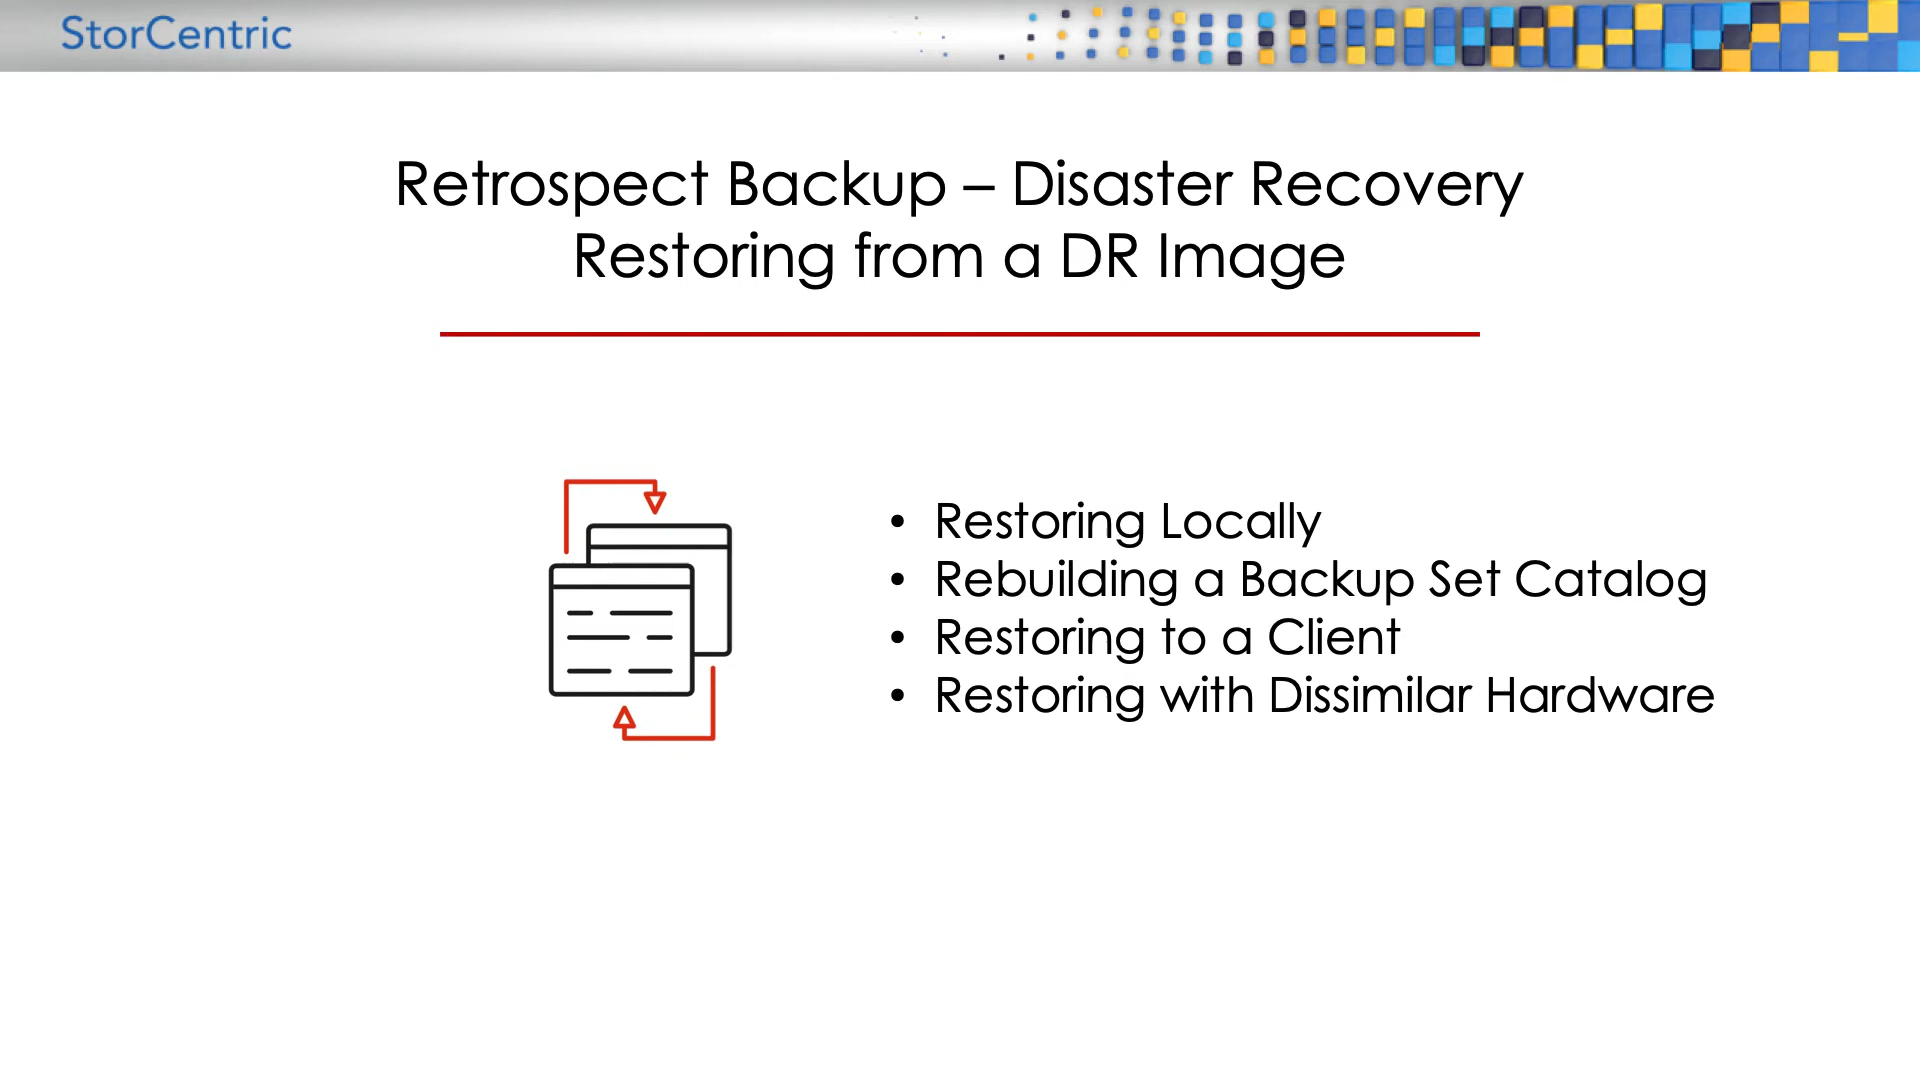 StorCentric
Retrospect Backup – Disaster Recovery
Restoring from a DR Image
• Restoring Locally
• Rebuilding a Backup Set Catalog
• Restoring to a Client
• Restoring with Dissimilar Hardware